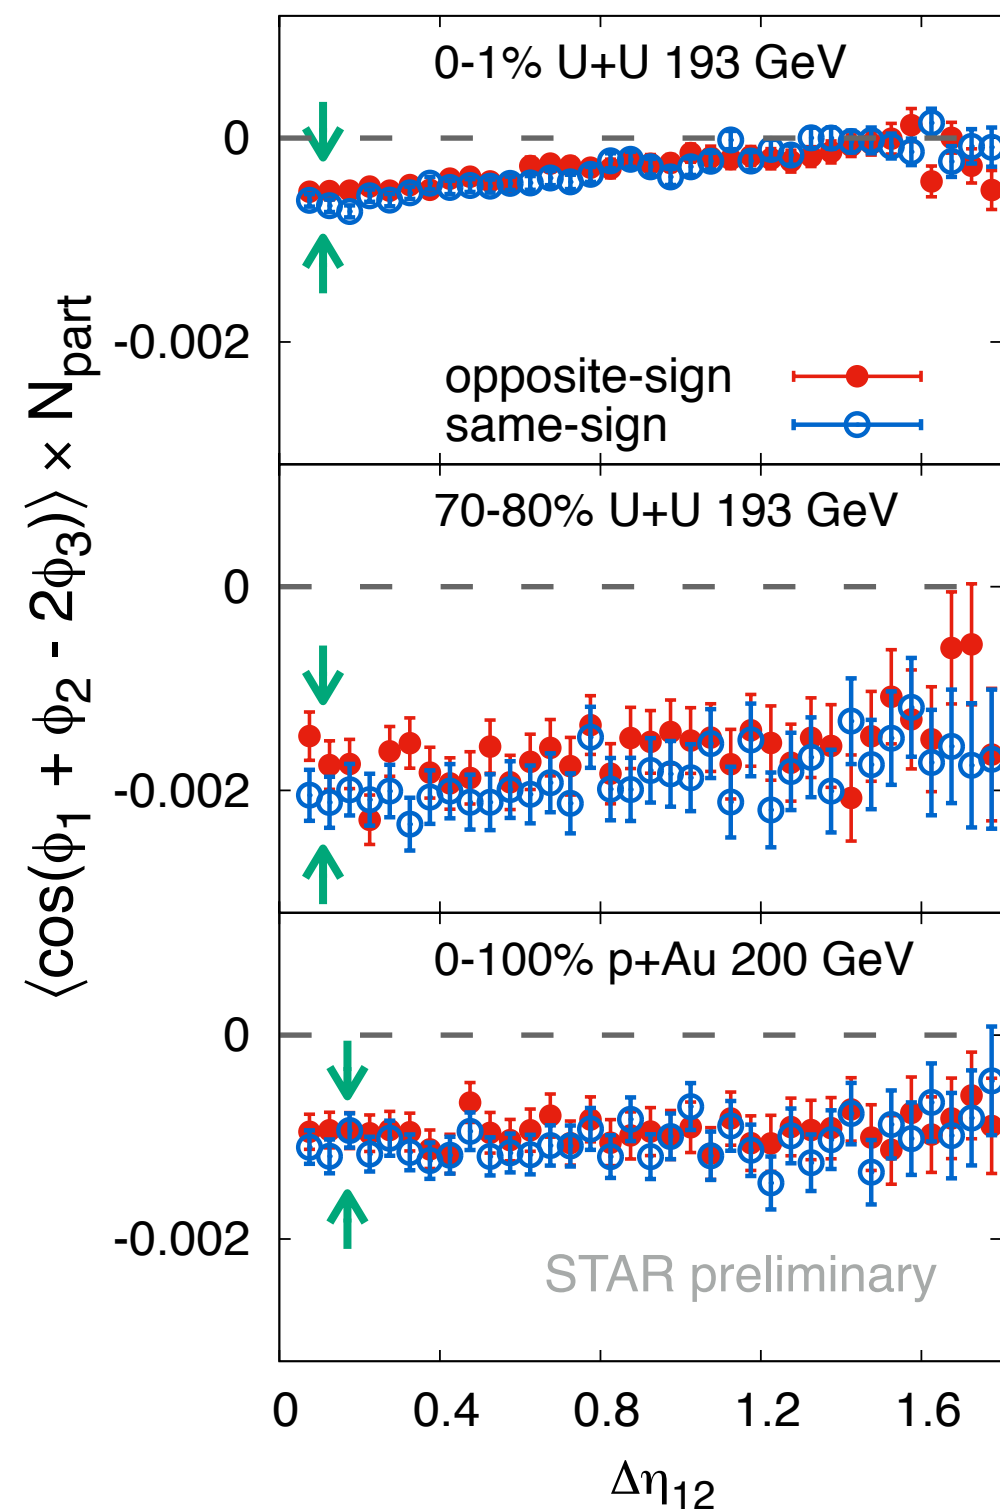 0-1% U+U 193 GeV
0
-0.002
opposite-sign
same-sign
⟨cos(ϕ₁ + ϕ₂ - 2ϕ₃)⟩ × N_part
70-80% U+U 193 GeV
0
-0.002
0-100% p+Au 200 GeV
0
-0.002
STAR preliminary
0 0.4 0.8 1.2 1.6
Δη₁₂